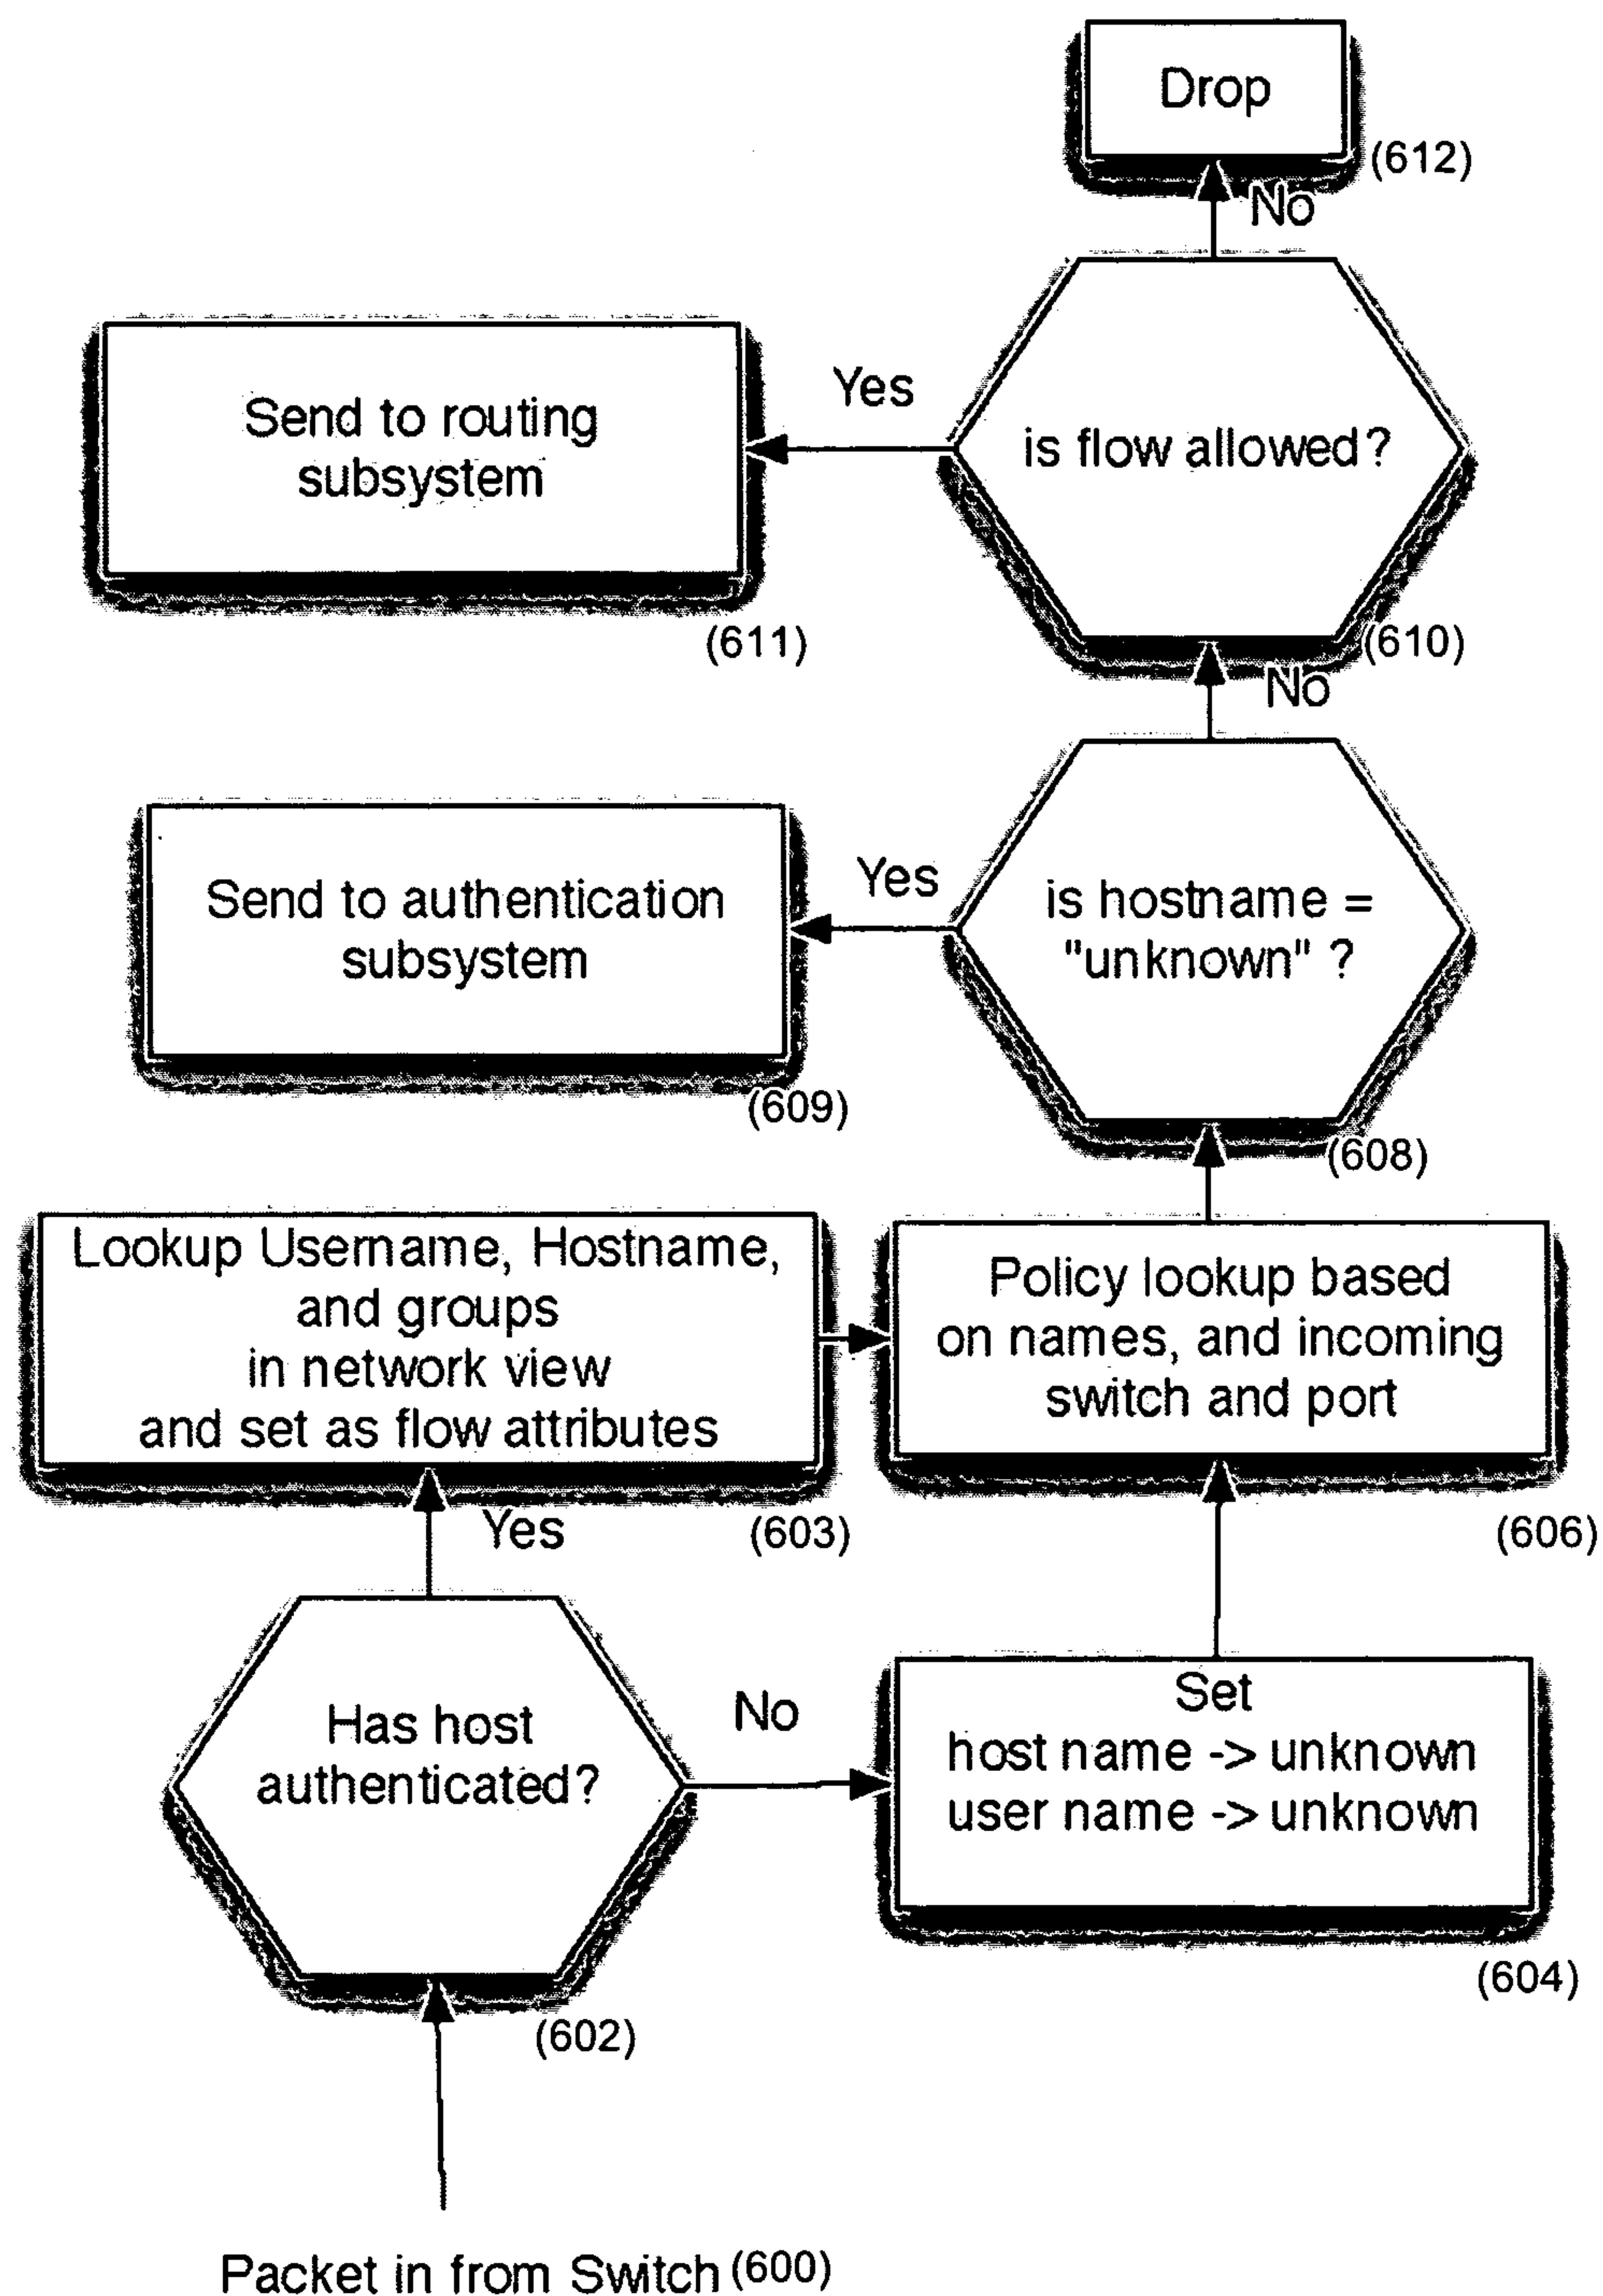 Drop
(612)
No
Send to routing
subsystem
(611)
Yes
is flow allowed?
(610)
No
Send to authentication
subsystem
(609)
Yes
is hostname =
"unknown" ?
(608)
Lookup Username, Hostname,
and groups
in network view
and set as flow attributes
(603)
Policy lookup based
on names, and incoming
switch and port
(606)
Yes
Has host
authenticated?
(602)
No
Set
host name -> unknown
user name -> unknown
(604)
Packet in from Switch (600)